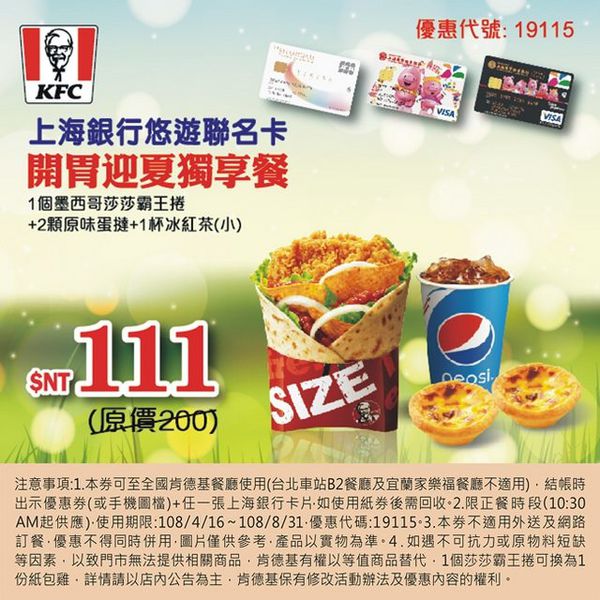 優惠代號: 19115
KFC
VISA
VISA
上海銀行悠遊聯名卡
開胃迎夏獨享餐
1個墨西哥莎莎霸王捲
+2顆原味蛋撻+1杯冰紅茶(小)
$NT 111
(原價200)
SIZE
pepsi
注意事項:1.本券可至全國肯德基餐廳使用(台北車站B2餐廳及宜蘭家樂福餐廳不適用)，結帳時
出示優惠券(或手機圖檔)+任一張上海銀行卡片‧如使用紙券後需回收‧2.限正餐時段(10:30
AM起供應)‧使用期限:108/4/16~108/8/31‧優惠代碼:19115‧3.本券不適用外送及網路
訂餐‧優惠不得同時併用‧圖片僅供參考‧產品以實物為準‧4.如遇不可抗力或原物料短缺
等因素，以致門市無法提供相關商品，肯德基有權以等值商品替代，1個莎莎霸王捲可換為1
份紙包雞，詳情請以店內公告為主，肯德基保有修改活動辦法及優惠內容的權利。